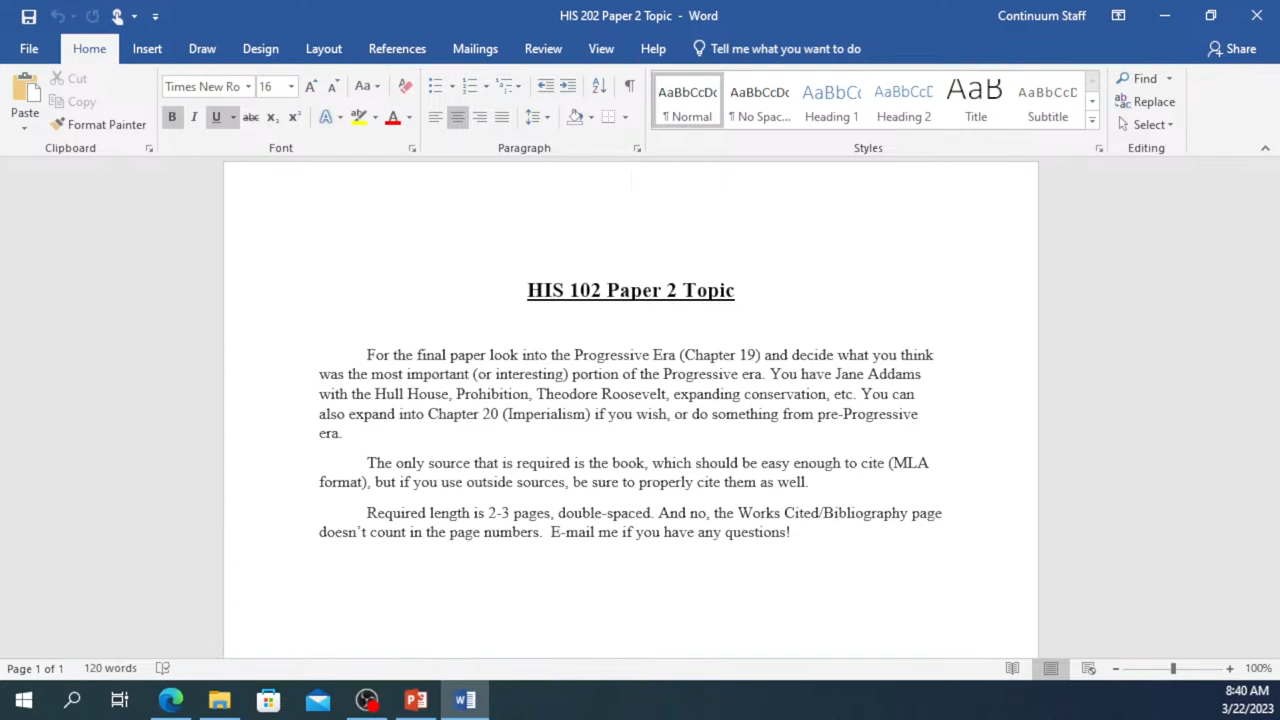 HIS 202 Paper 2 Topic - Word
Continuum Staff
File Home Insert Draw Design Layout References Mailings Review View Help Tell me what you want to do Share
Paste
Cut
Copy
Format Painter
Clipboard
Times New Ro 16
Aa
B I U abc X₂ X²
A
A
Font
Paragraph
AaBbCcDc AaBbCcDc AaBbCc AaBbCcD AaB AaBbCcD
¶ Normal ¶ No Spac... Heading 1 Heading 2 Title Subtitle
Styles
Find
Replace
Select
Editing
HIS 102 Paper 2 Topic
For the final paper look into the Progressive Era (Chapter 19) and decide what you think
was the most important (or interesting) portion of the Progressive era. You have Jane Addams
with the Hull House, Prohibition, Theodore Roosevelt, expanding conservation, etc. You can
also expand into Chapter 20 (Imperialism) if you wish, or do something from pre-Progressive
era.
The only source that is required is the book, which should be easy enough to cite (MLA
format), but if you use outside sources, be sure to properly cite them as well.
Required length is 2-3 pages, double-spaced. And no, the Works Cited/Bibliography page
doesn’t count in the page numbers.  E-mail me if you have any questions!
Page 1 of 1 120 words
100%
8:40 AM
3/22/2023